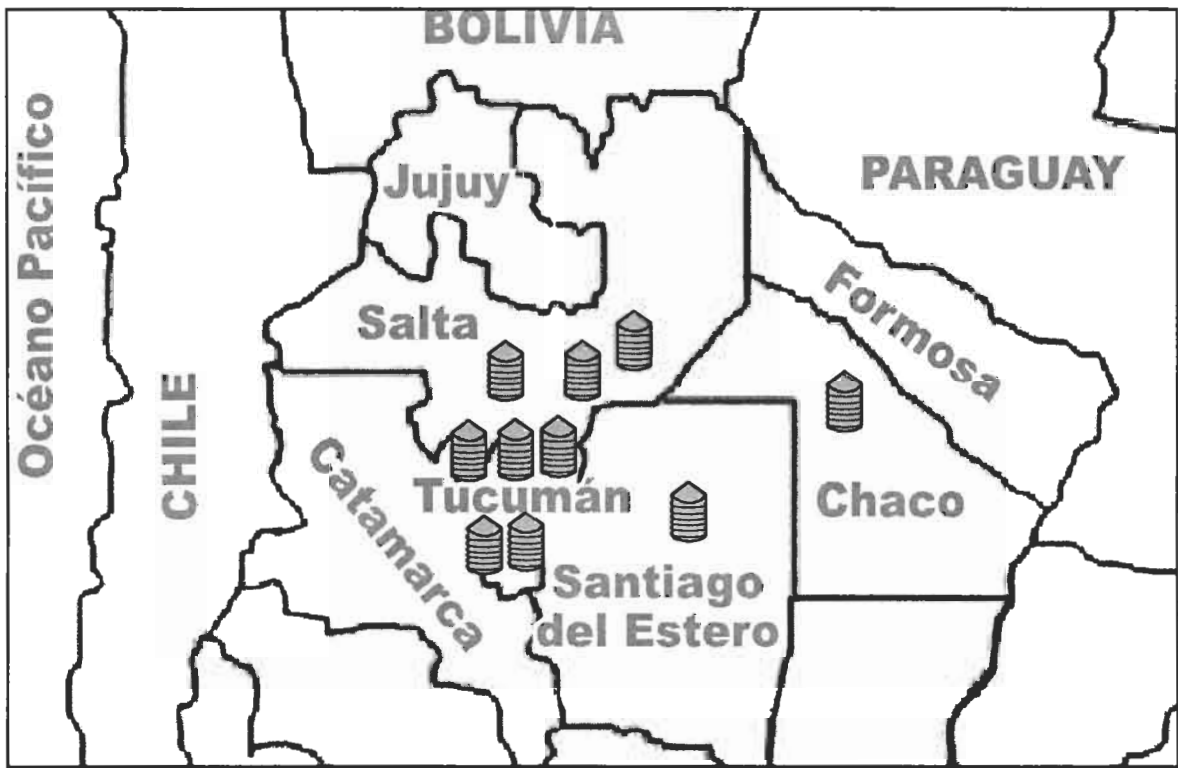 BOLIVIA
Océano Pacífico
CHILE
PARAGUAY
Jujuy
Salta
Formosa
Catamarca
Tucumán
Chaco
Santiago
del Estero